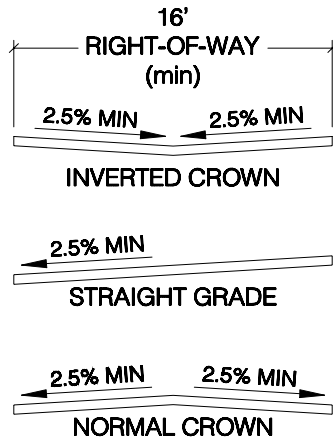 16'
RIGHT-OF-WAY
(min)
2.5% MIN 2.5% MIN
INVERTED CROWN
2.5% MIN
STRAIGHT GRADE
2.5% MIN 2.5% MIN
NORMAL CROWN